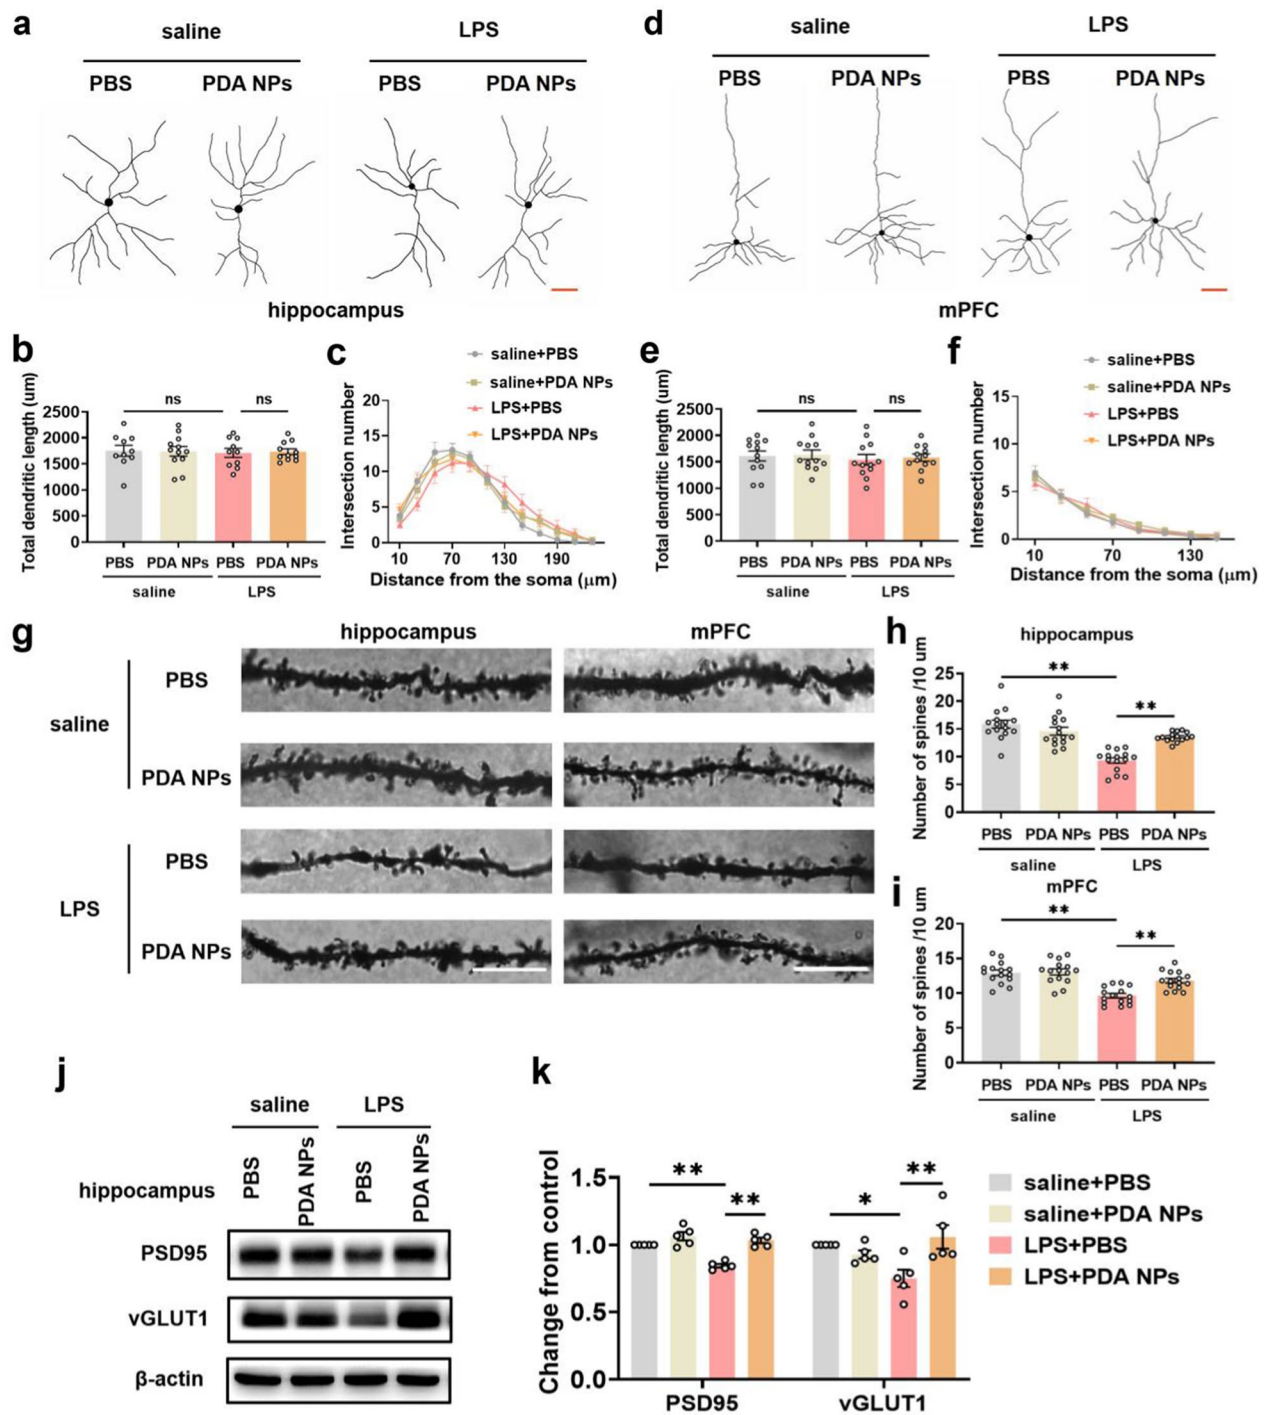 a
saline
LPS
PBS
PDA NPs
PBS
PDA NPs
hippocampus
d
saline
LPS
PBS
PDA NPs
PBS
PDA NPs
mPFC
b
Total dendritic length (um)
2500
2000
1500
1000
500
0
ns
ns
PBS PDA NPs PBS PDA NPs
saline LPS
c
saline+PBS
saline+PDA NPs
LPS+PBS
LPS+PDA NPs
Intersection number
20
15
10
5
0
10 70 130 190
Distance from the soma (μm)
e
Total dendritic length (um)
2500
2000
1500
1000
500
0
ns
ns
PBS PDA NPs PBS PDA NPs
saline LPS
f
saline+PBS
saline+PDA NPs
LPS+PBS
LPS+PDA NPs
Intersection number
15
10
5
0
10 70 130
Distance from the soma (μm)
g
hippocampus
mPFC
saline
PBS
PDA NPs
LPS
PBS
PDA NPs
h
hippocampus
Number of spines /10 um
25
20
15
10
5
0
**
**
PBS PDA NPs PBS PDA NPs
saline LPS
i
mPFC
Number of spines /10 um
20
15
10
5
0
**
**
PBS PDA NPs PBS PDA NPs
saline LPS
j
saline LPS
hippocampus
PBS
PDA NPs
PBS
PDA NPs
PSD95
vGLUT1
β-actin
k
Change from control
1.5
1.0
0.5
0.0
**
**
*
**
PSD95 vGLUT1
saline+PBS
saline+PDA NPs
LPS+PBS
LPS+PDA NPs